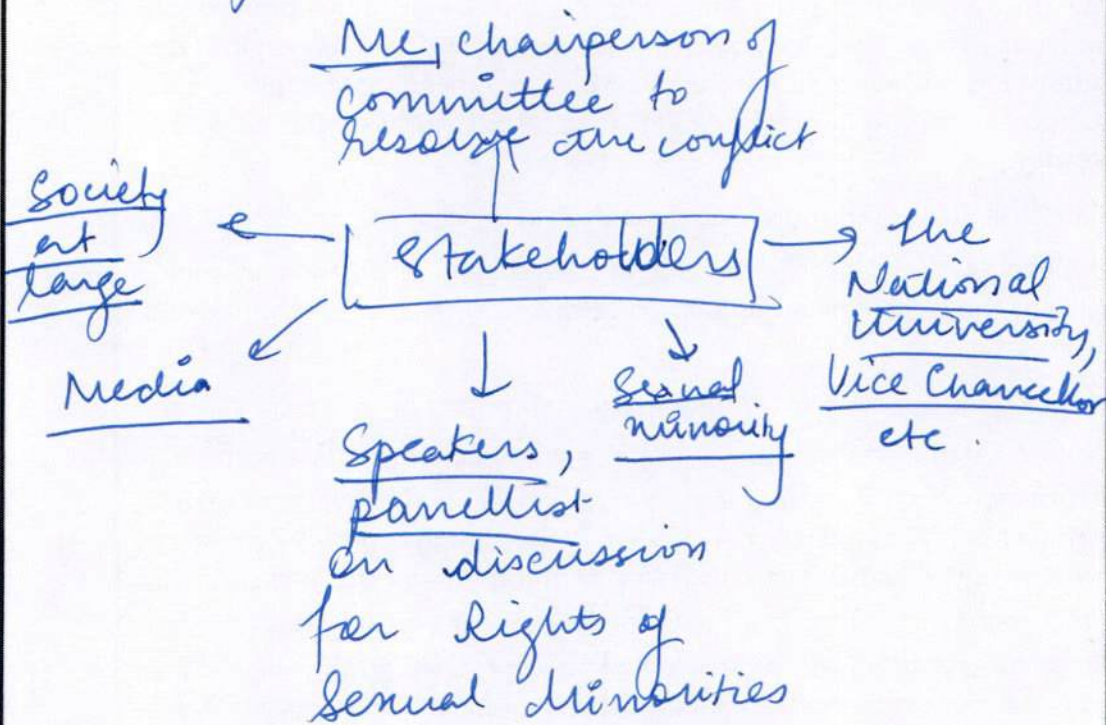 Me, chairperson of
committee to
resolve the conflict
Stakeholders
Society
at
large
Media
Speakers,
panellist
on discussion
for Rights of
Sexual Minorities
Sexual
minority
the
National
University,
Vice Chancellor
etc.